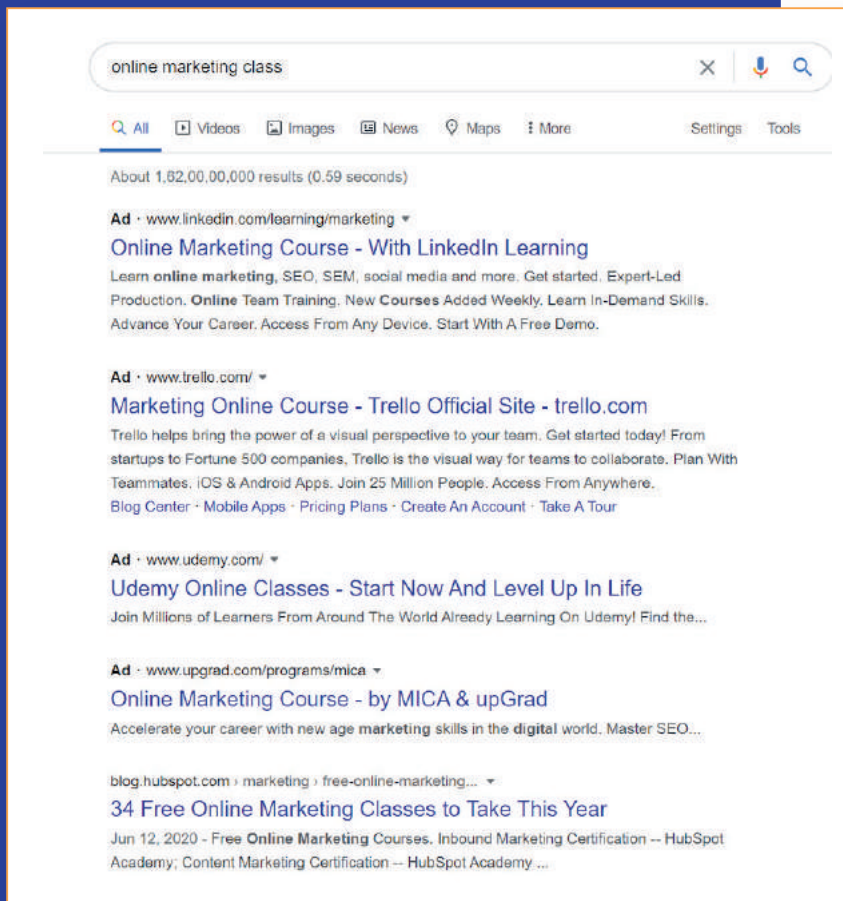 online marketing class
All Videos Images News Maps More Settings Tools
About 1,62,00,00,000 results (0.59 seconds)
Ad · www.linkedin.com/learning/marketing
Online Marketing Course - With LinkedIn Learning
Learn online marketing, SEO, SEM, social media and more. Get started. Expert-Led
Production. Online Team Training. New Courses Added Weekly. Learn In-Demand Skills.
Advance Your Career. Access From Any Device. Start With A Free Demo.
Ad · www.trello.com/
Marketing Online Course - Trello Official Site - trello.com
Trello helps bring the power of a visual perspective to your team. Get started today! From
startups to Fortune 500 companies, Trello is the visual way for teams to collaborate. Plan With
Teammates. iOS & Android Apps. Join 25 Million People. Access From Anywhere.
Blog Center · Mobile Apps · Pricing Plans · Create An Account · Take A Tour
Ad · www.udemy.com/
Udemy Online Classes - Start Now And Level Up In Life
Join Millions of Learners From Around The World Already Learning On Udemy! Find the...
Ad · www.upgrad.com/programs/mica
Online Marketing Course - by MICA & upGrad
Accelerate your career with new age marketing skills in the digital world. Master SEO...
blog.hubspot.com › marketing › free-online-marketing...
34 Free Online Marketing Classes to Take This Year
Jun 12, 2020 - Free Online Marketing Courses. Inbound Marketing Certification -- HubSpot
Academy; Content Marketing Certification -- HubSpot Academy ...